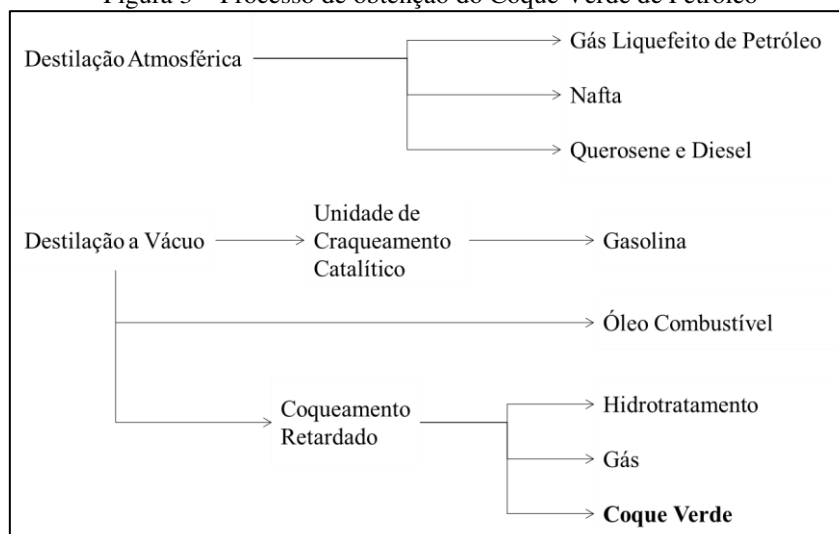 Figura 3 – Processo de obtenção do Coque Verde de Petróleo
Destilação Atmosférica
Gás Liquefeito de Petróleo
Nafta
Querosene e Diesel
Destilação a Vácuo
Unidade de
Craqueamento
Catalítico
Gasolina
Óleo Combustível
Coqueamento
Retardado
Hidrotratamento
Gás
Coque Verde